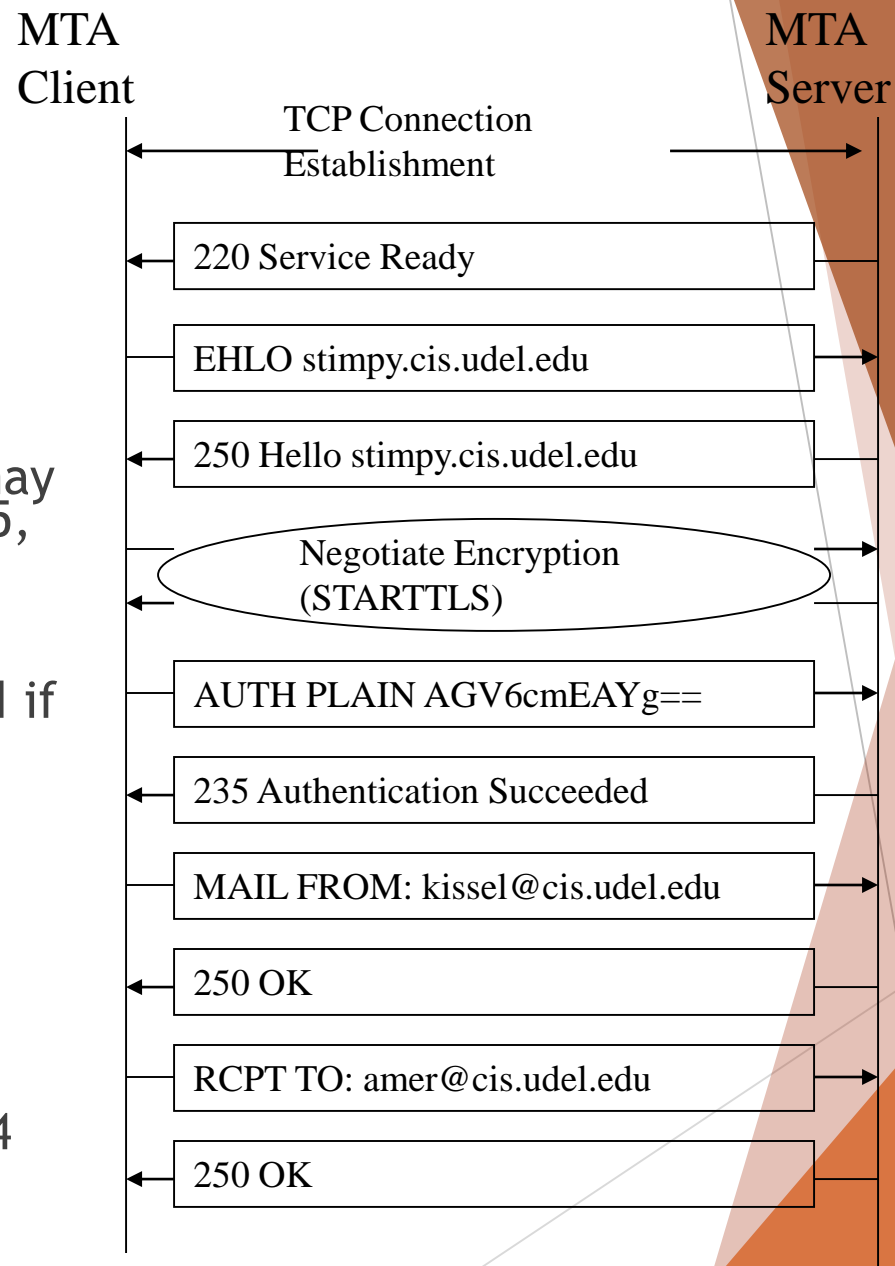 MTA
Client
MTA
Server
TCP Connection
Establishment
220 Service Ready
EHLO stimpy.cis.udel.edu
250 Hello stimpy.cis.udel.edu
Negotiate Encryption
(STARTTLS)
AUTH PLAIN AGV6cmEAYg==
235 Authentication Succeeded
MAIL FROM: kissel@cis.udel.edu
250 OK
RCPT TO: amer@cis.udel.edu
250 OK
if
4